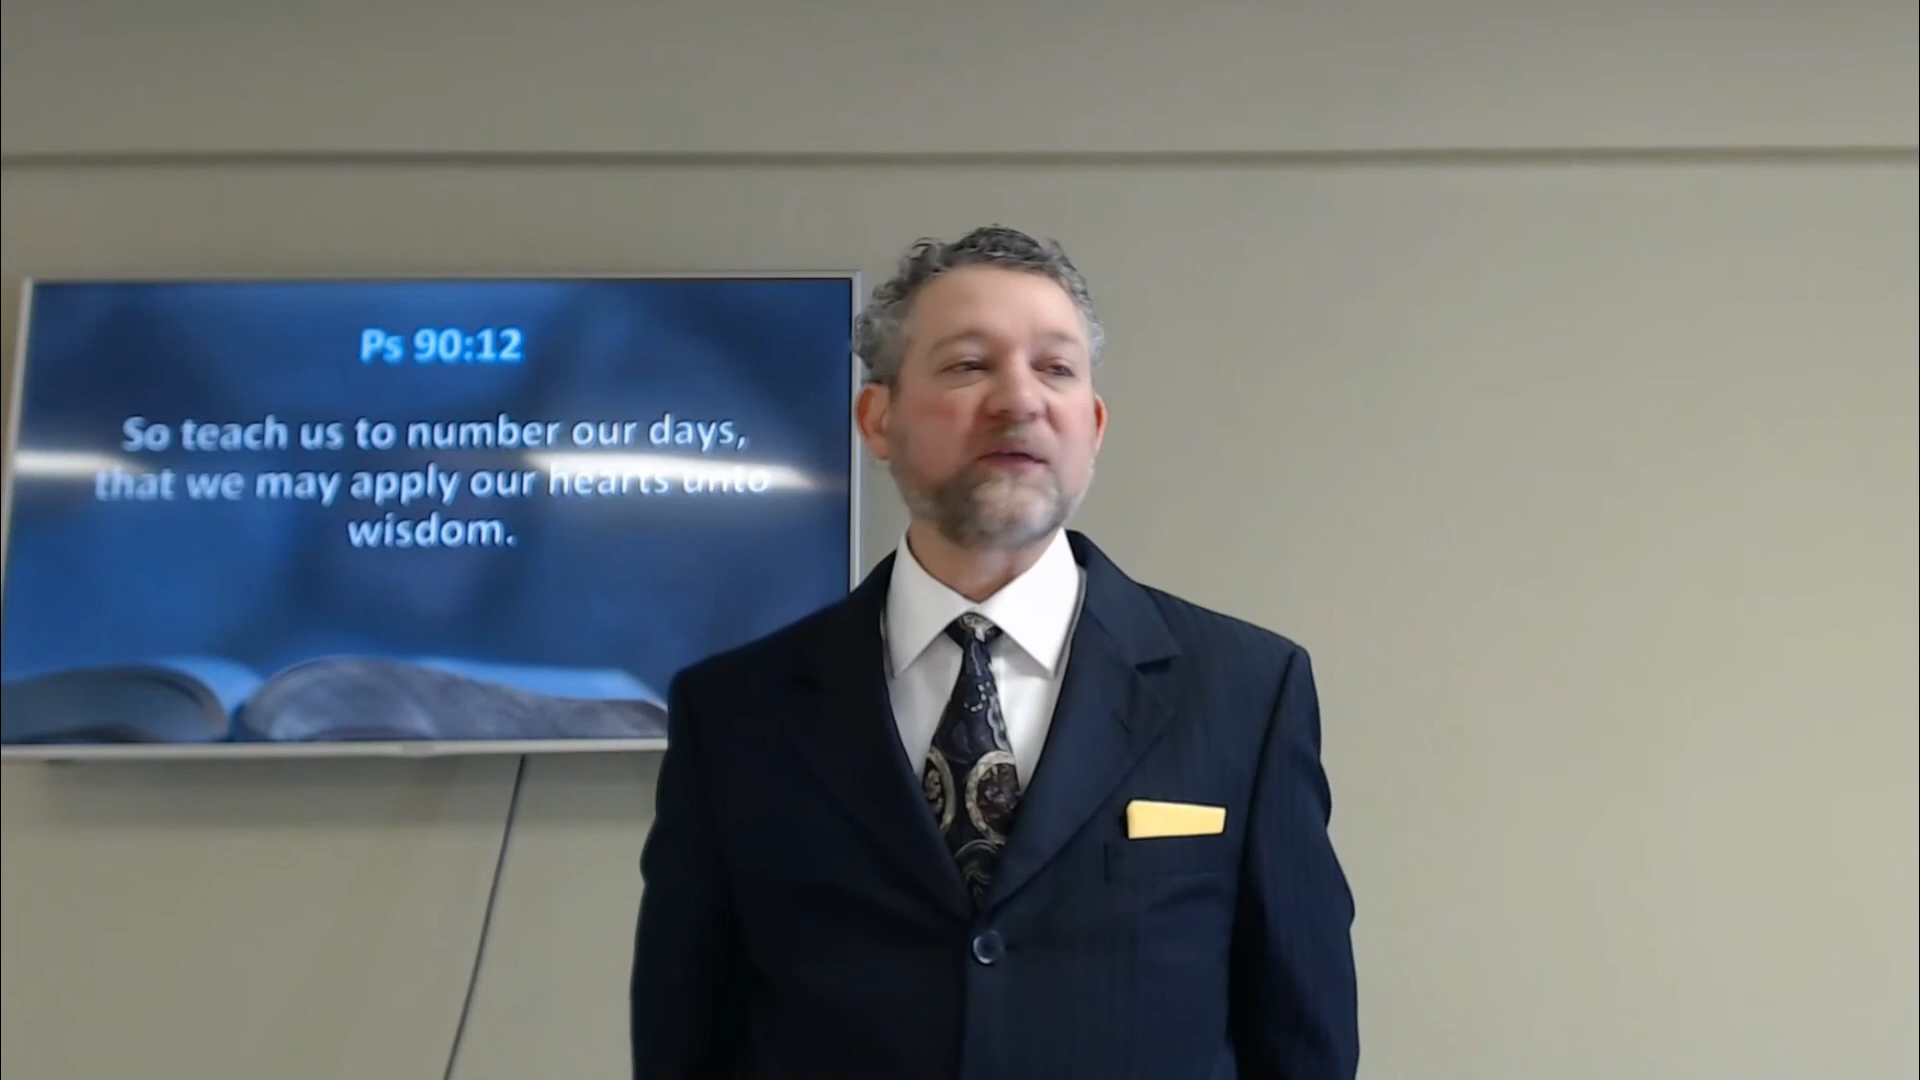 Ps 90:12
So teach us to number our days,
that we may apply our hearts unto
wisdom.